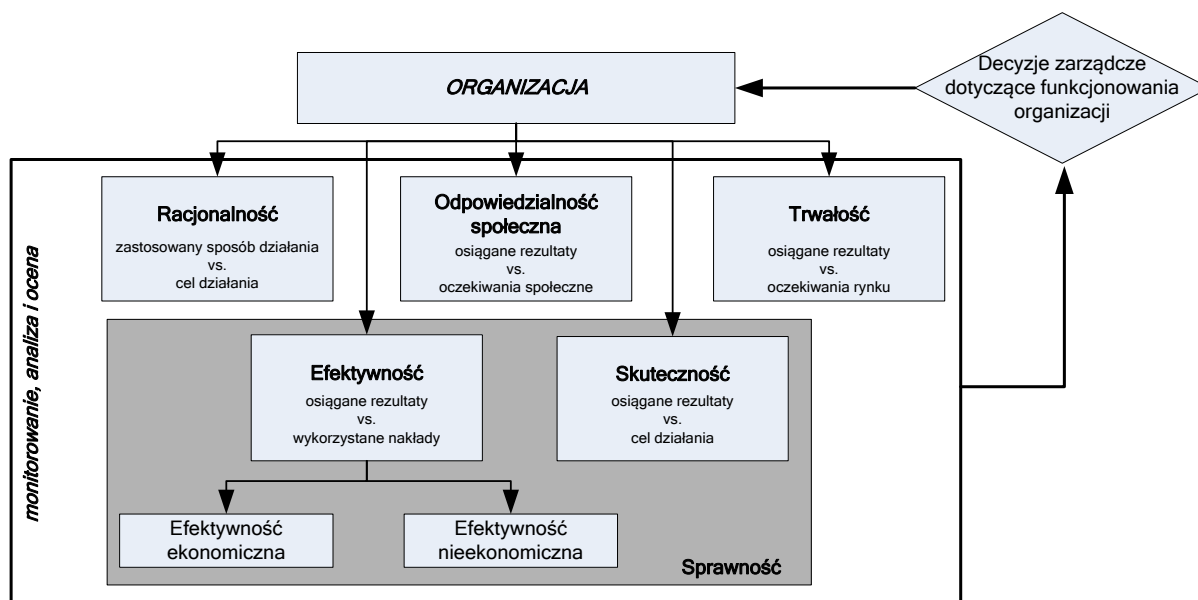 ORGANIZACJA
Decyzje zarządcze
dotyczące funkcjonowania
organizacji
monitorowanie, analiza i ocena
Racjonalność
zastosowany sposób działania
vs.
cel działania
Odpowiedzialność
społeczna
osiągane rezultaty
vs.
oczekiwania społeczne
Trwałość
osiągane rezultaty
vs.
oczekiwania rynku
Efektywność
osiągane rezultaty
vs.
wykorzystane nakłady
Skuteczność
osiągane rezultaty
vs.
cel działania
Efektywność
ekonomiczna
Efektywność
nieekonomiczna
Sprawność